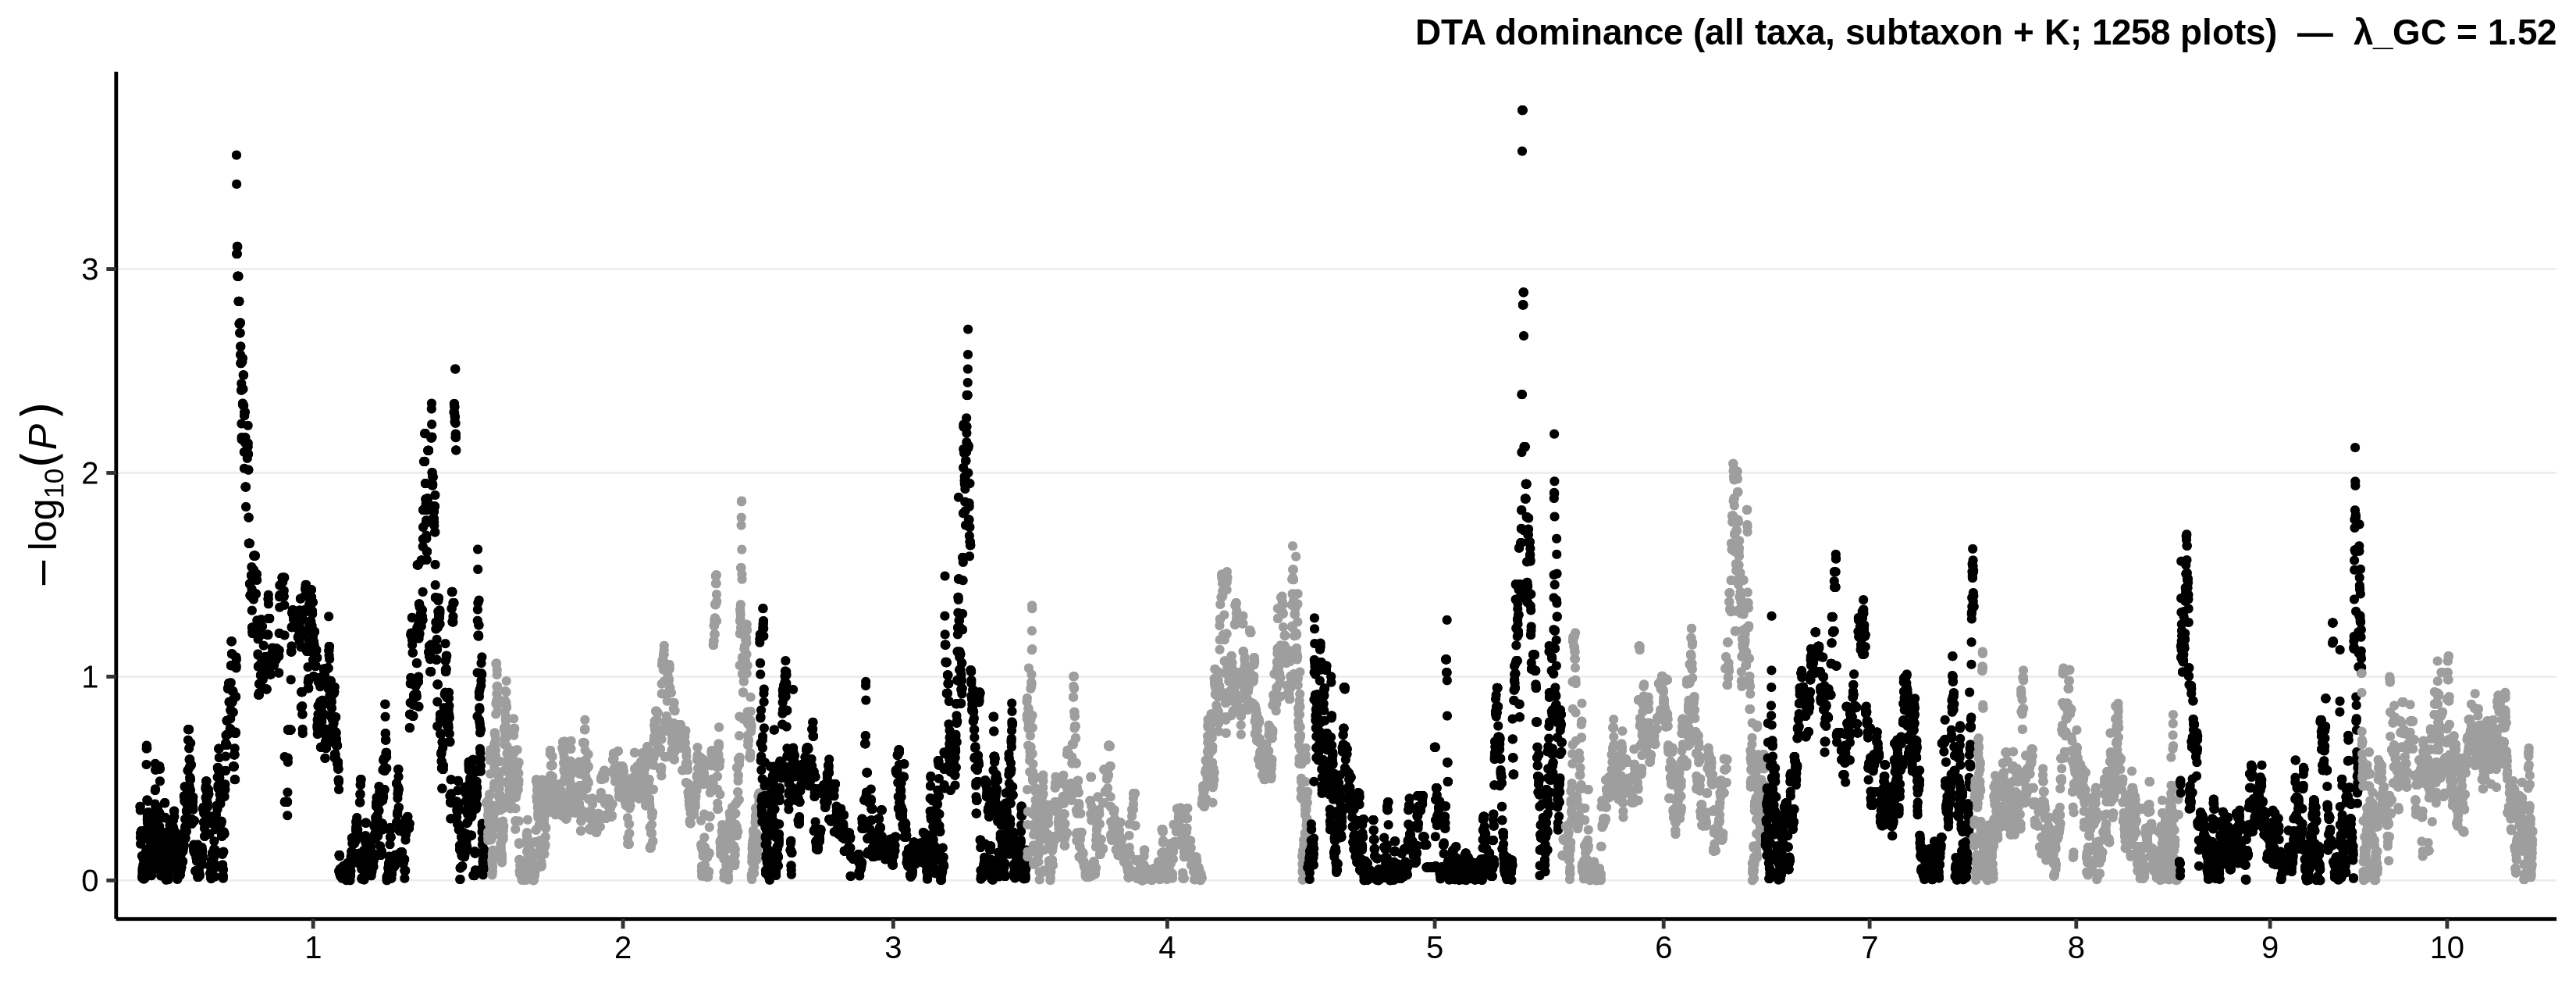 DTA dominance (all taxa, subtaxon + K; 1258 plots) — λ_GC = 1.52
− log10(P)
3
2
1
0
1 2 3 4 5 6 7 8 9 10